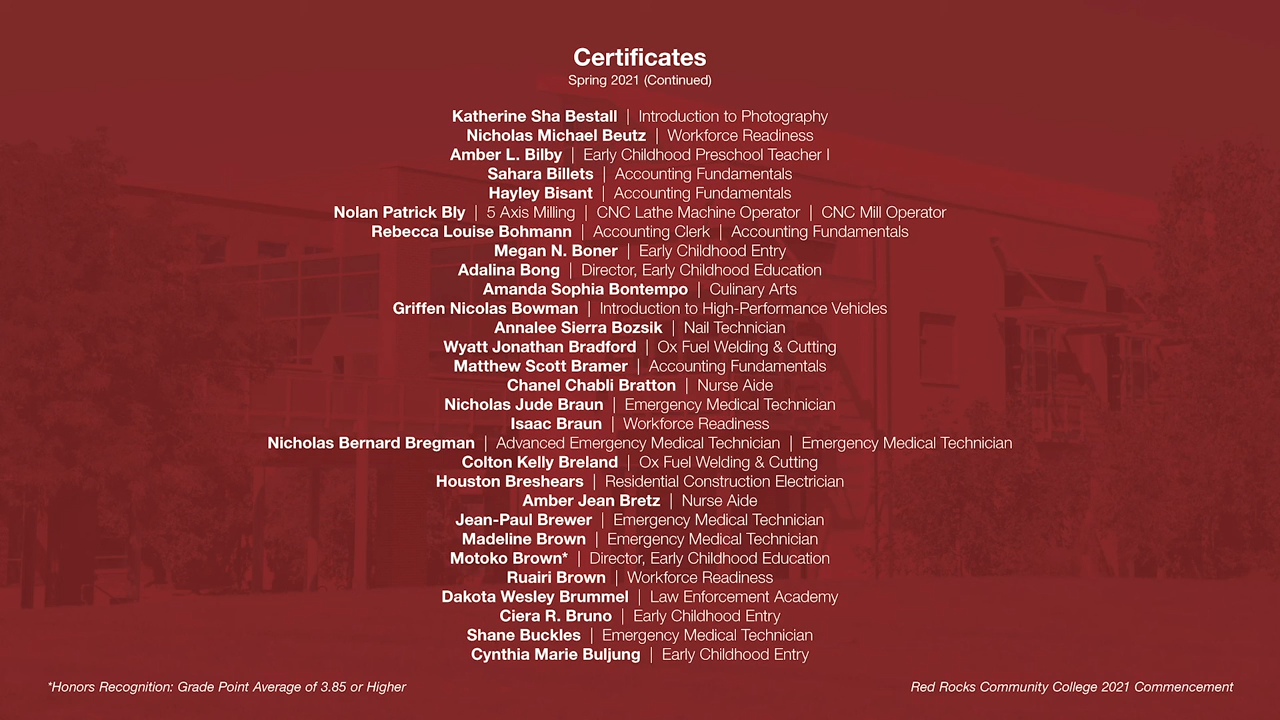 Certificates
Spring 2021 (Continued)
Katherine Sha Bestall | Introduction to Photography
Nicholas Michael Beutz | Workforce Readiness
Amber L. Bilby | Early Childhood Preschool Teacher I
Sahara Billets | Accounting Fundamentals
Hayley Bisant | Accounting Fundamentals
Nolan Patrick Bly | 5 Axis Milling | CNC Lathe Machine Operator | CNC Mill Operator
Rebecca Louise Bohmann | Accounting Clerk | Accounting Fundamentals
Megan N. Boner | Early Childhood Entry
Adalina Bong | Director, Early Childhood Education
Amanda Sophia Bontempo | Culinary Arts
Griffen Nicolas Bowman | Introduction to High-Performance Vehicles
Annalee Sierra Bozsik | Nail Technician
Wyatt Jonathan Bradford | Ox Fuel Welding & Cutting
Matthew Scott Bramer | Accounting Fundamentals
Chanel Chabli Bratton | Nurse Aide
Nicholas Jude Braun | Emergency Medical Technician
Isaac Braun | Workforce Readiness
Nicholas Bernard Bregman | Advanced Emergency Medical Technician | Emergency Medical Technician
Colton Kelly Breland | Ox Fuel Welding & Cutting
Houston Breshears | Residential Construction Electrician
Amber Jean Bretz | Nurse Aide
Jean-Paul Brewer | Emergency Medical Technician
Madeline Brown | Emergency Medical Technician
Motoko Brown* | Director, Early Childhood Education
Ruairi Brown | Workforce Readiness
Dakota Wesley Brummel | Law Enforcement Academy
Ciera R. Bruno | Early Childhood Entry
Shane Buckles | Emergency Medical Technician
Cynthia Marie Buljung | Early Childhood Entry
*Honors Recognition: Grade Point Average of 3.85 or Higher
Red Rocks Community College 2021 Commencement